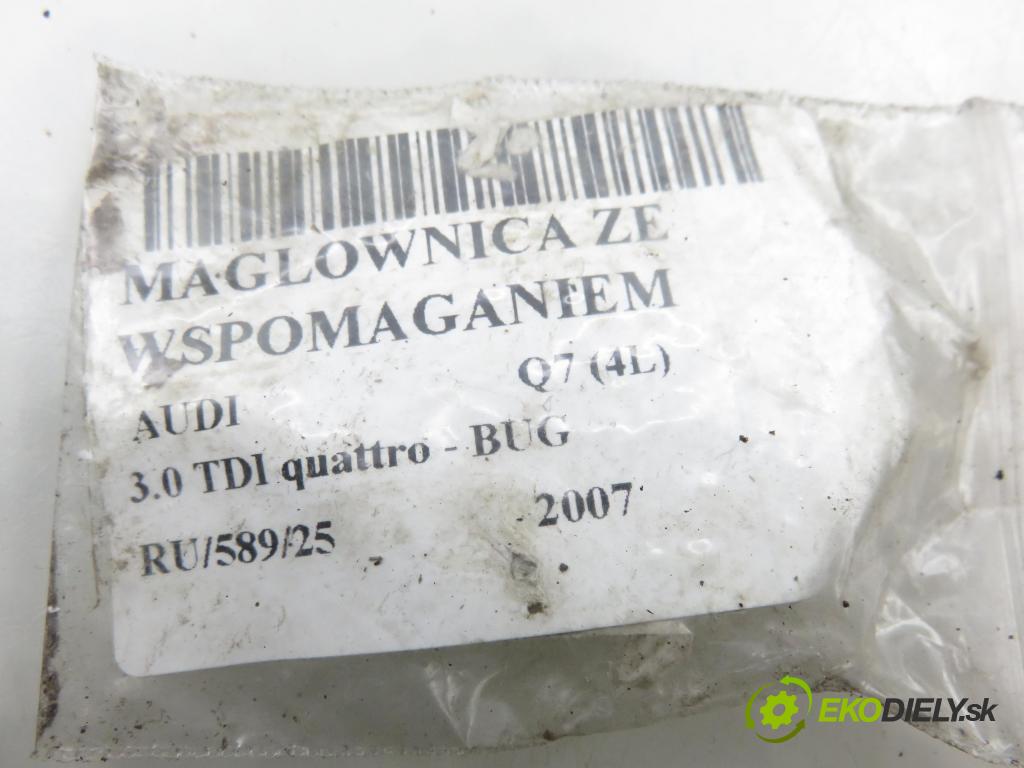 MAGLOWNICA ZE
WSPOMAGANIEM
AUDI Q7 (4L)
3.0 TDI quattro - BUG
RU/589/25 2007
EKODIELY.sk